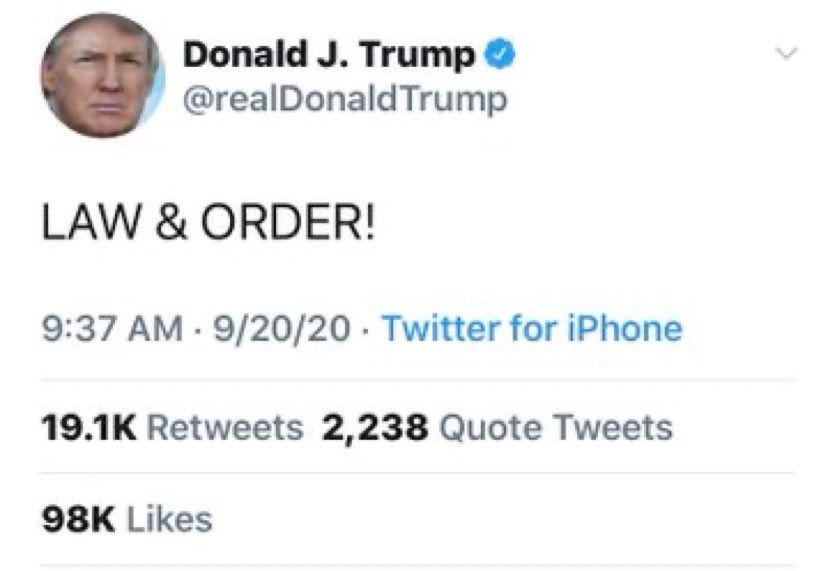 Donald J. Trump
@realDonaldTrump
LAW & ORDER!
9:37 AM · 9/20/20 · Twitter for iPhone
19.1K Retweets 2,238 Quote Tweets
98K Likes